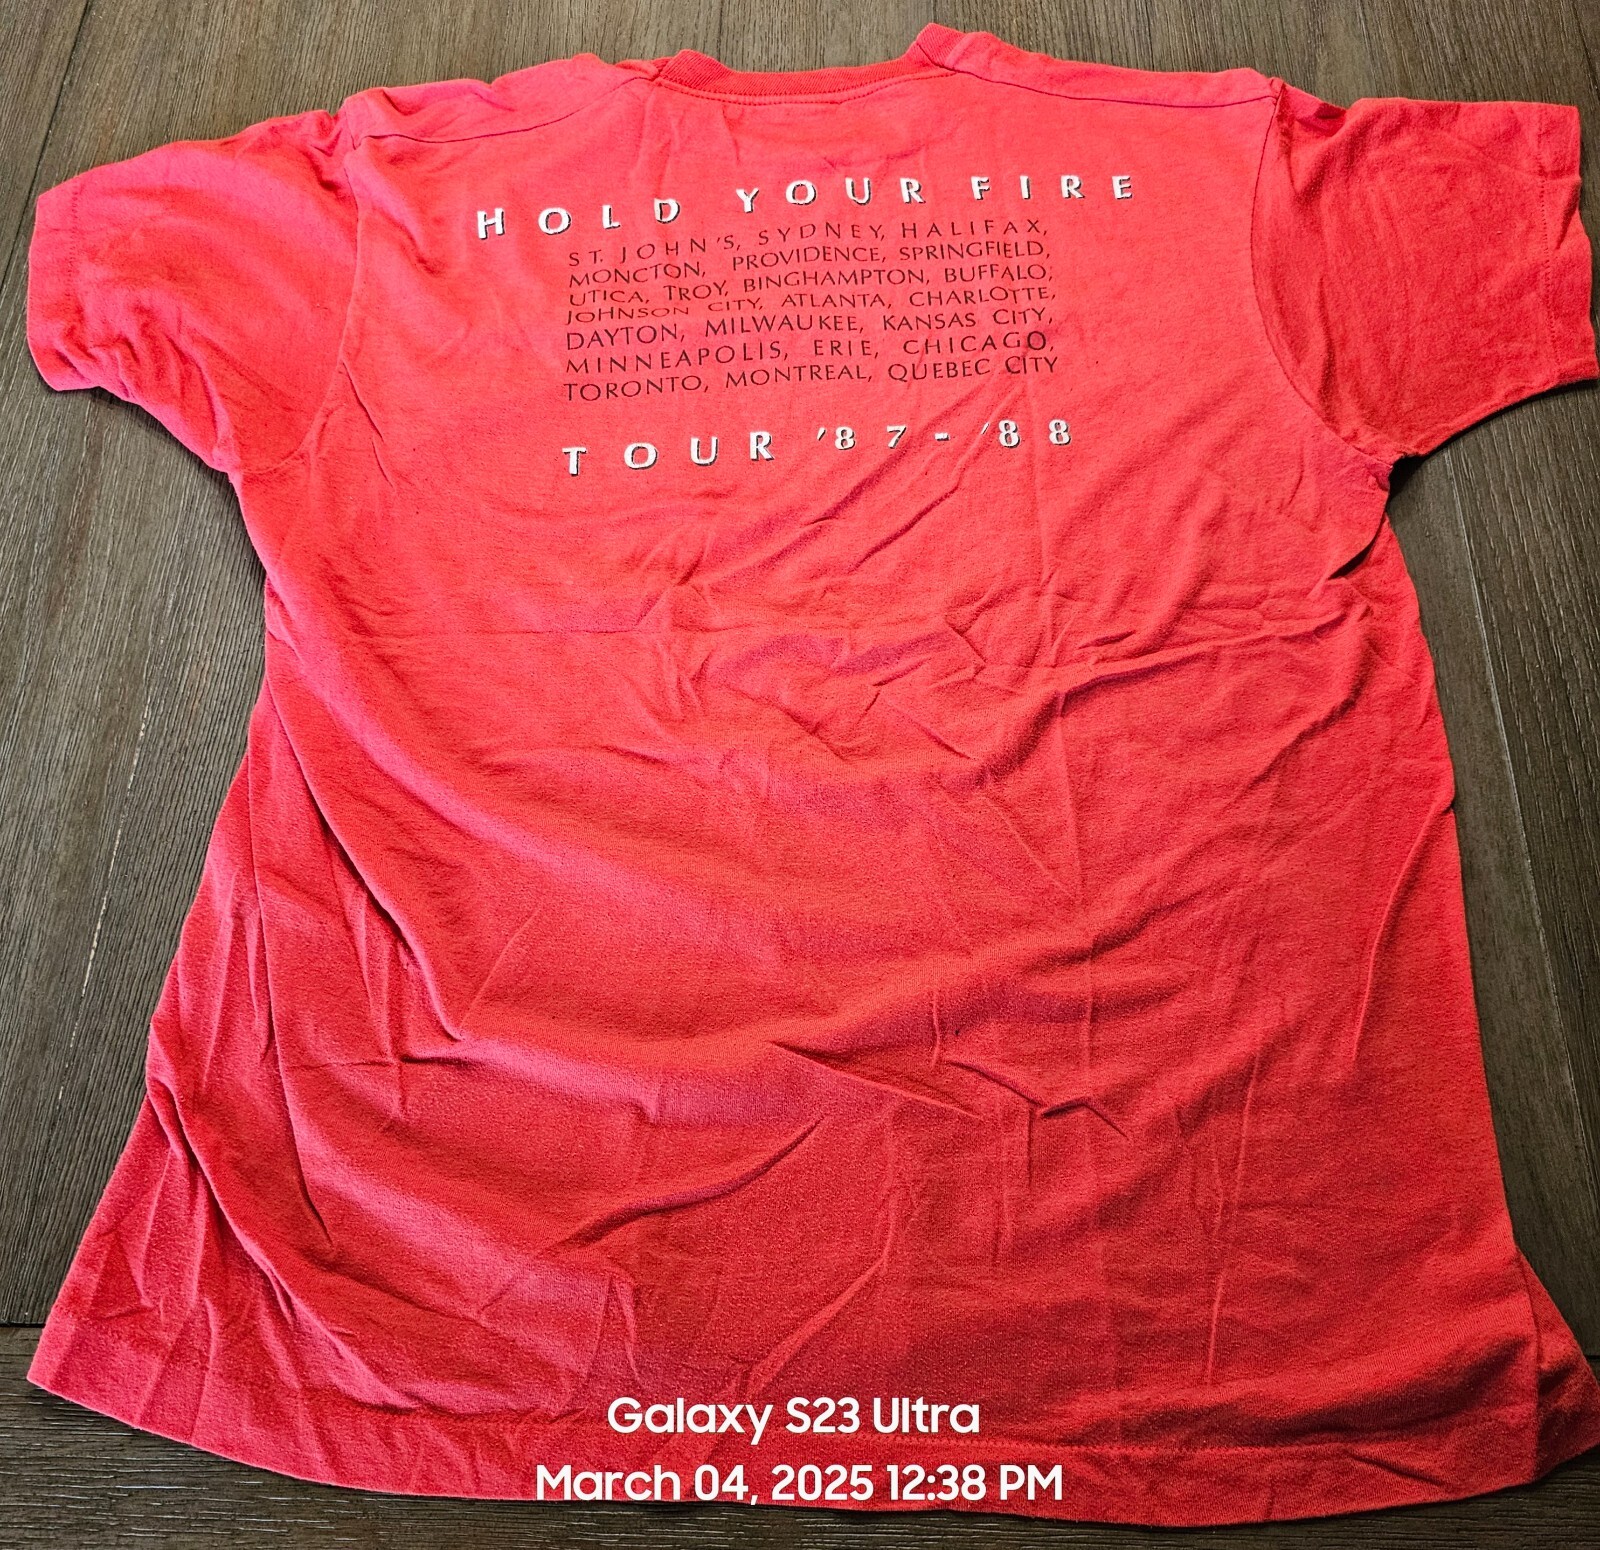 HOLD YOUR FIRE
ST. JOHN'S, SYDNEY, HALIFAX,
MONCTON, PROVIDENCE, SPRINGFIELD,
UTICA, TROY, BINGHAMPTON, BUFFALO,
JOHNSON CITY, ATLANTA, CHARLOTTE,
DAYTON, MILWAUKEE, KANSAS CITY,
MINNEAPOLIS, ERIE, CHICAGO,
TORONTO, MONTREAL, QUEBEC CITY
TOUR '87-'88
Galaxy S23 Ultra
March 04, 2025 12:38 PM